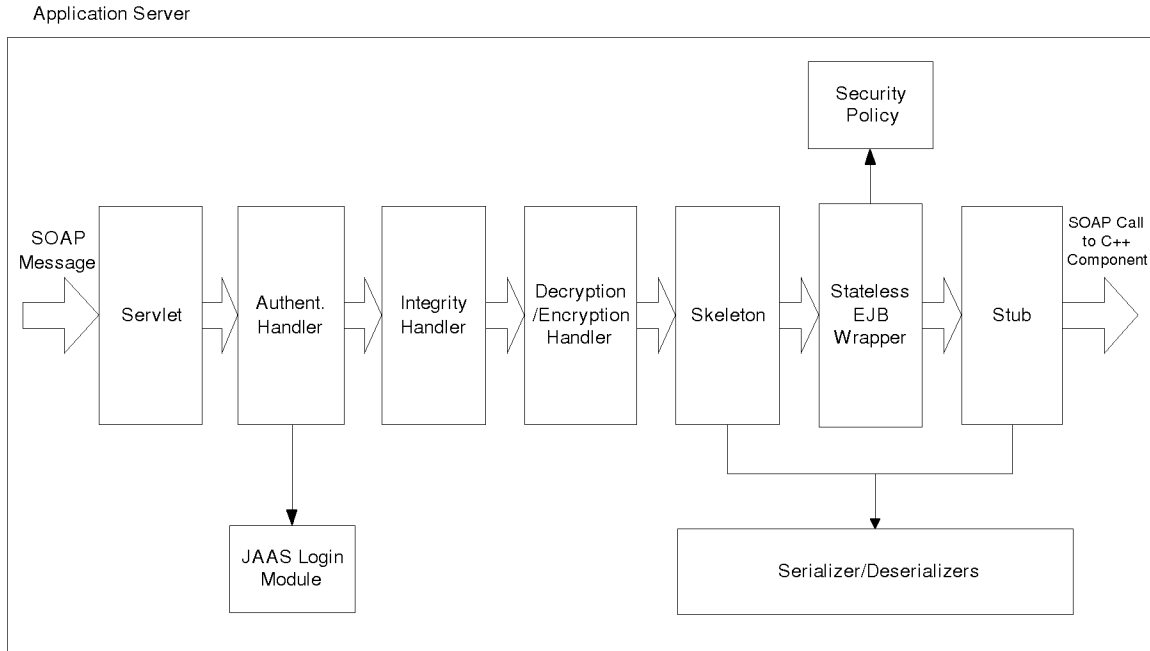 Application Server
Security
Policy
SOAP
Message
Servlet
Authent.
Handler
Integrity
Handler
Decryption
/Encryption
Handler
Skeleton
Stateless
EJB
Wrapper
Stub
SOAP Call
to C++
Component
JAAS Login
Module
Serializer/Deserializers